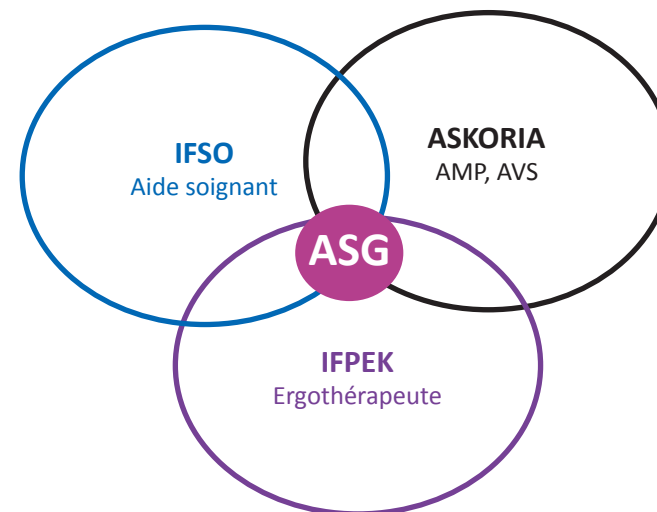 IFSO
Aide soignant
ASKORIA
AMP, AVS
ASG
IFPEK
Ergothérapeute